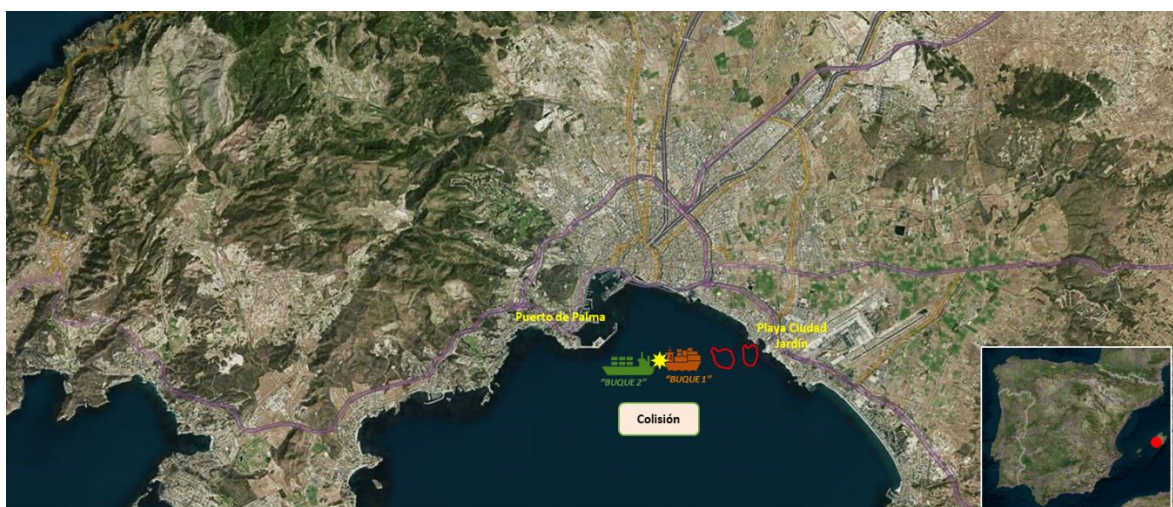 Puerto de Palma
Playa Ciudad
Jardín
"BUQUE 2"
"BUQUE 1"
Colisión